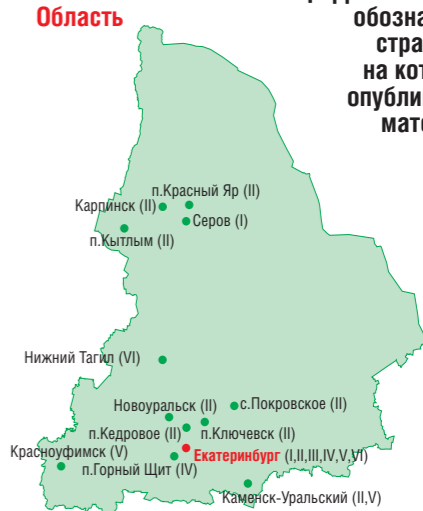 Область
обозна
стра
на кот
опубли
мате
п.Красный Яр (II)
Карпинск (II)
Серов (I)
п.Кытлым (II)
Нижний Тагил (VI)
Новоуральск (II)
с.Покровское (II)
п.Кедровое (II)
п.Ключевск (II)
Красноуфимск (V)
Екатеринбург (I,II,III,IV,V,VI)
п.Горный Щит (IV)
Каменск-Уральский (II,V)